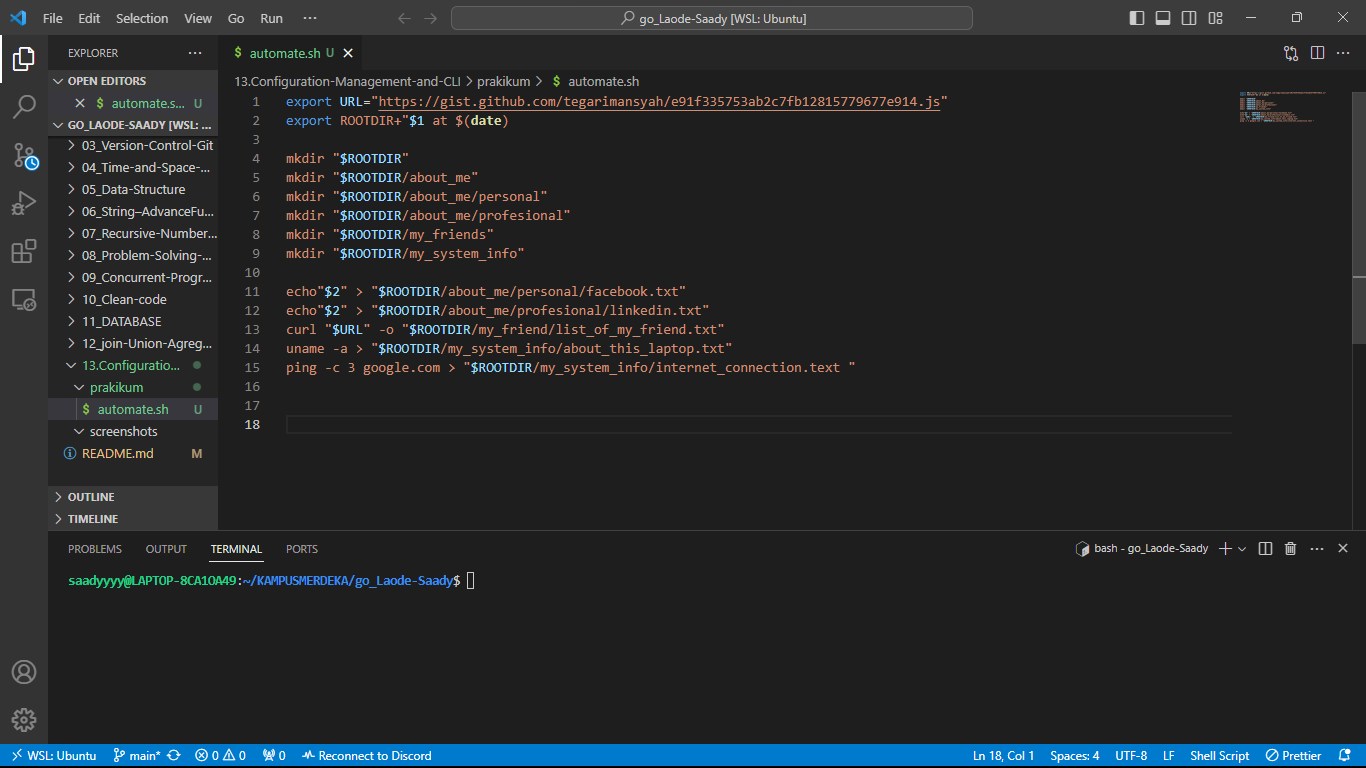 File Edit Selection View Go Run ···
go_Laode-Saady [WSL: Ubuntu]
EXPLORER ···
OPEN EDITORS
$ automate.s... U
GO_LAODE-SAADY [WSL: ...
03_Version-Control-Git
04_Time-and-Space-...
05_Data-Structure
06_String–AdvanceFu...
07_Recursive-Number...
08_Problem-Solving-...
09_Concurrent-Progr...
10_Clean-code
11_DATABASE
12_join-Union-Agreg...
13.Configuratio...
prakikum
$ automate.sh U
screenshots
README.md M
OUTLINE
TIMELINE
$ automate.sh U
13.Configuration-Management-and-CLI > prakikum > $ automate.sh
1 export URL="https://gist.github.com/tegarimansyah/e91f335753ab2c7fb12815779677e914.js"
2 export ROOTDIR+"$1 at $(date)
3
4 mkdir "$ROOTDIR"
5 mkdir "$ROOTDIR/about_me"
6 mkdir "$ROOTDIR/about_me/personal"
7 mkdir "$ROOTDIR/about_me/profesional"
8 mkdir "$ROOTDIR/my_friends"
9 mkdir "$ROOTDIR/my_system_info"
10
11 echo"$2" > "$ROOTDIR/about_me/personal/facebook.txt"
12 echo"$2" > "$ROOTDIR/about_me/profesional/linkedin.txt"
13 curl "$URL" -o "$ROOTDIR/my_friend/list_of_my_friend.txt"
14 uname -a > "$ROOTDIR/my_system_info/about_this_laptop.txt"
15 ping -c 3 google.com > "$ROOTDIR/my_system_info/internet_connection.text "
16
17
18
PROBLEMS OUTPUT TERMINAL PORTS
bash - go_Laode-Saady
saadyyyy@LAPTOP-8CA1OA49:~/KAMPUSMERDEKA/go_Laode-Saady$
WSL: Ubuntu main* 0 0 0 Reconnect to Discord
Ln 18, Col 1 Spaces: 4 UTF-8 LF Shell Script Prettier